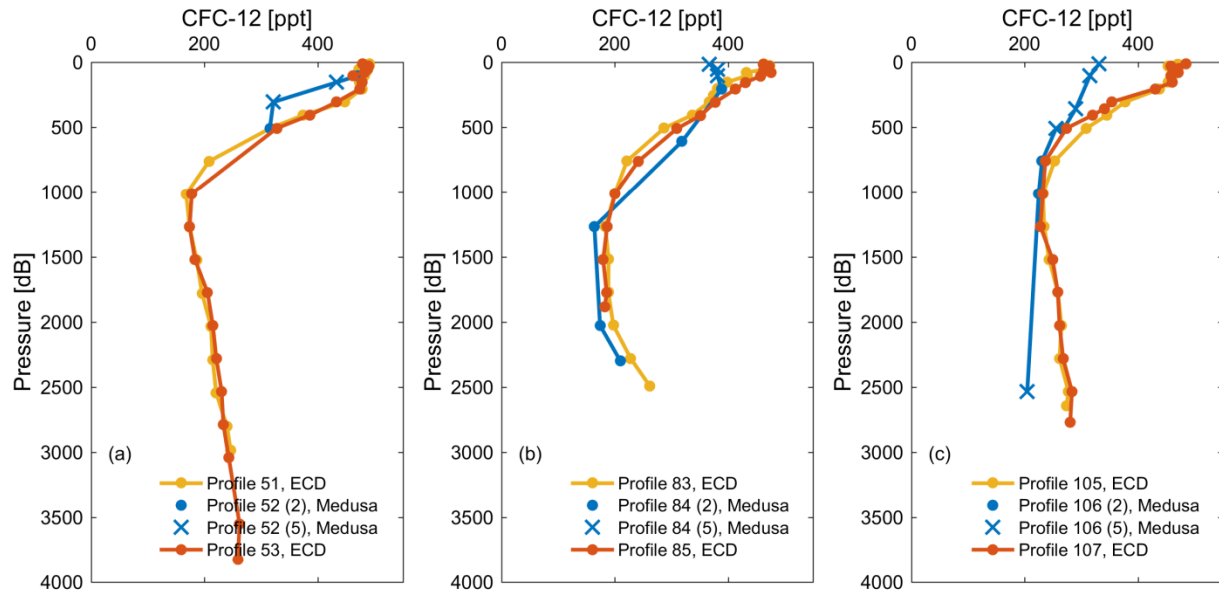 CFC-12 [ppt]
0 200 400
0
500
1000
1500
2000
2500
3000
3500
4000
Pressure [dB]
(a)
Profile 51, ECD
Profile 52 (2), Medusa
Profile 52 (5), Medusa
Profile 53, ECD
CFC-12 [ppt]
0 200 400
0
500
1000
1500
2000
2500
3000
3500
4000
Pressure [dB]
(b)
Profile 83, ECD
Profile 84 (2), Medusa
Profile 84 (5), Medusa
Profile 85, ECD
CFC-12 [ppt]
0 200 400
0
500
1000
1500
2000
2500
3000
3500
4000
Pressure [dB]
(c)
Profile 105, ECD
Profile 106 (2), Medusa
Profile 106 (5), Medusa
Profile 107, ECD